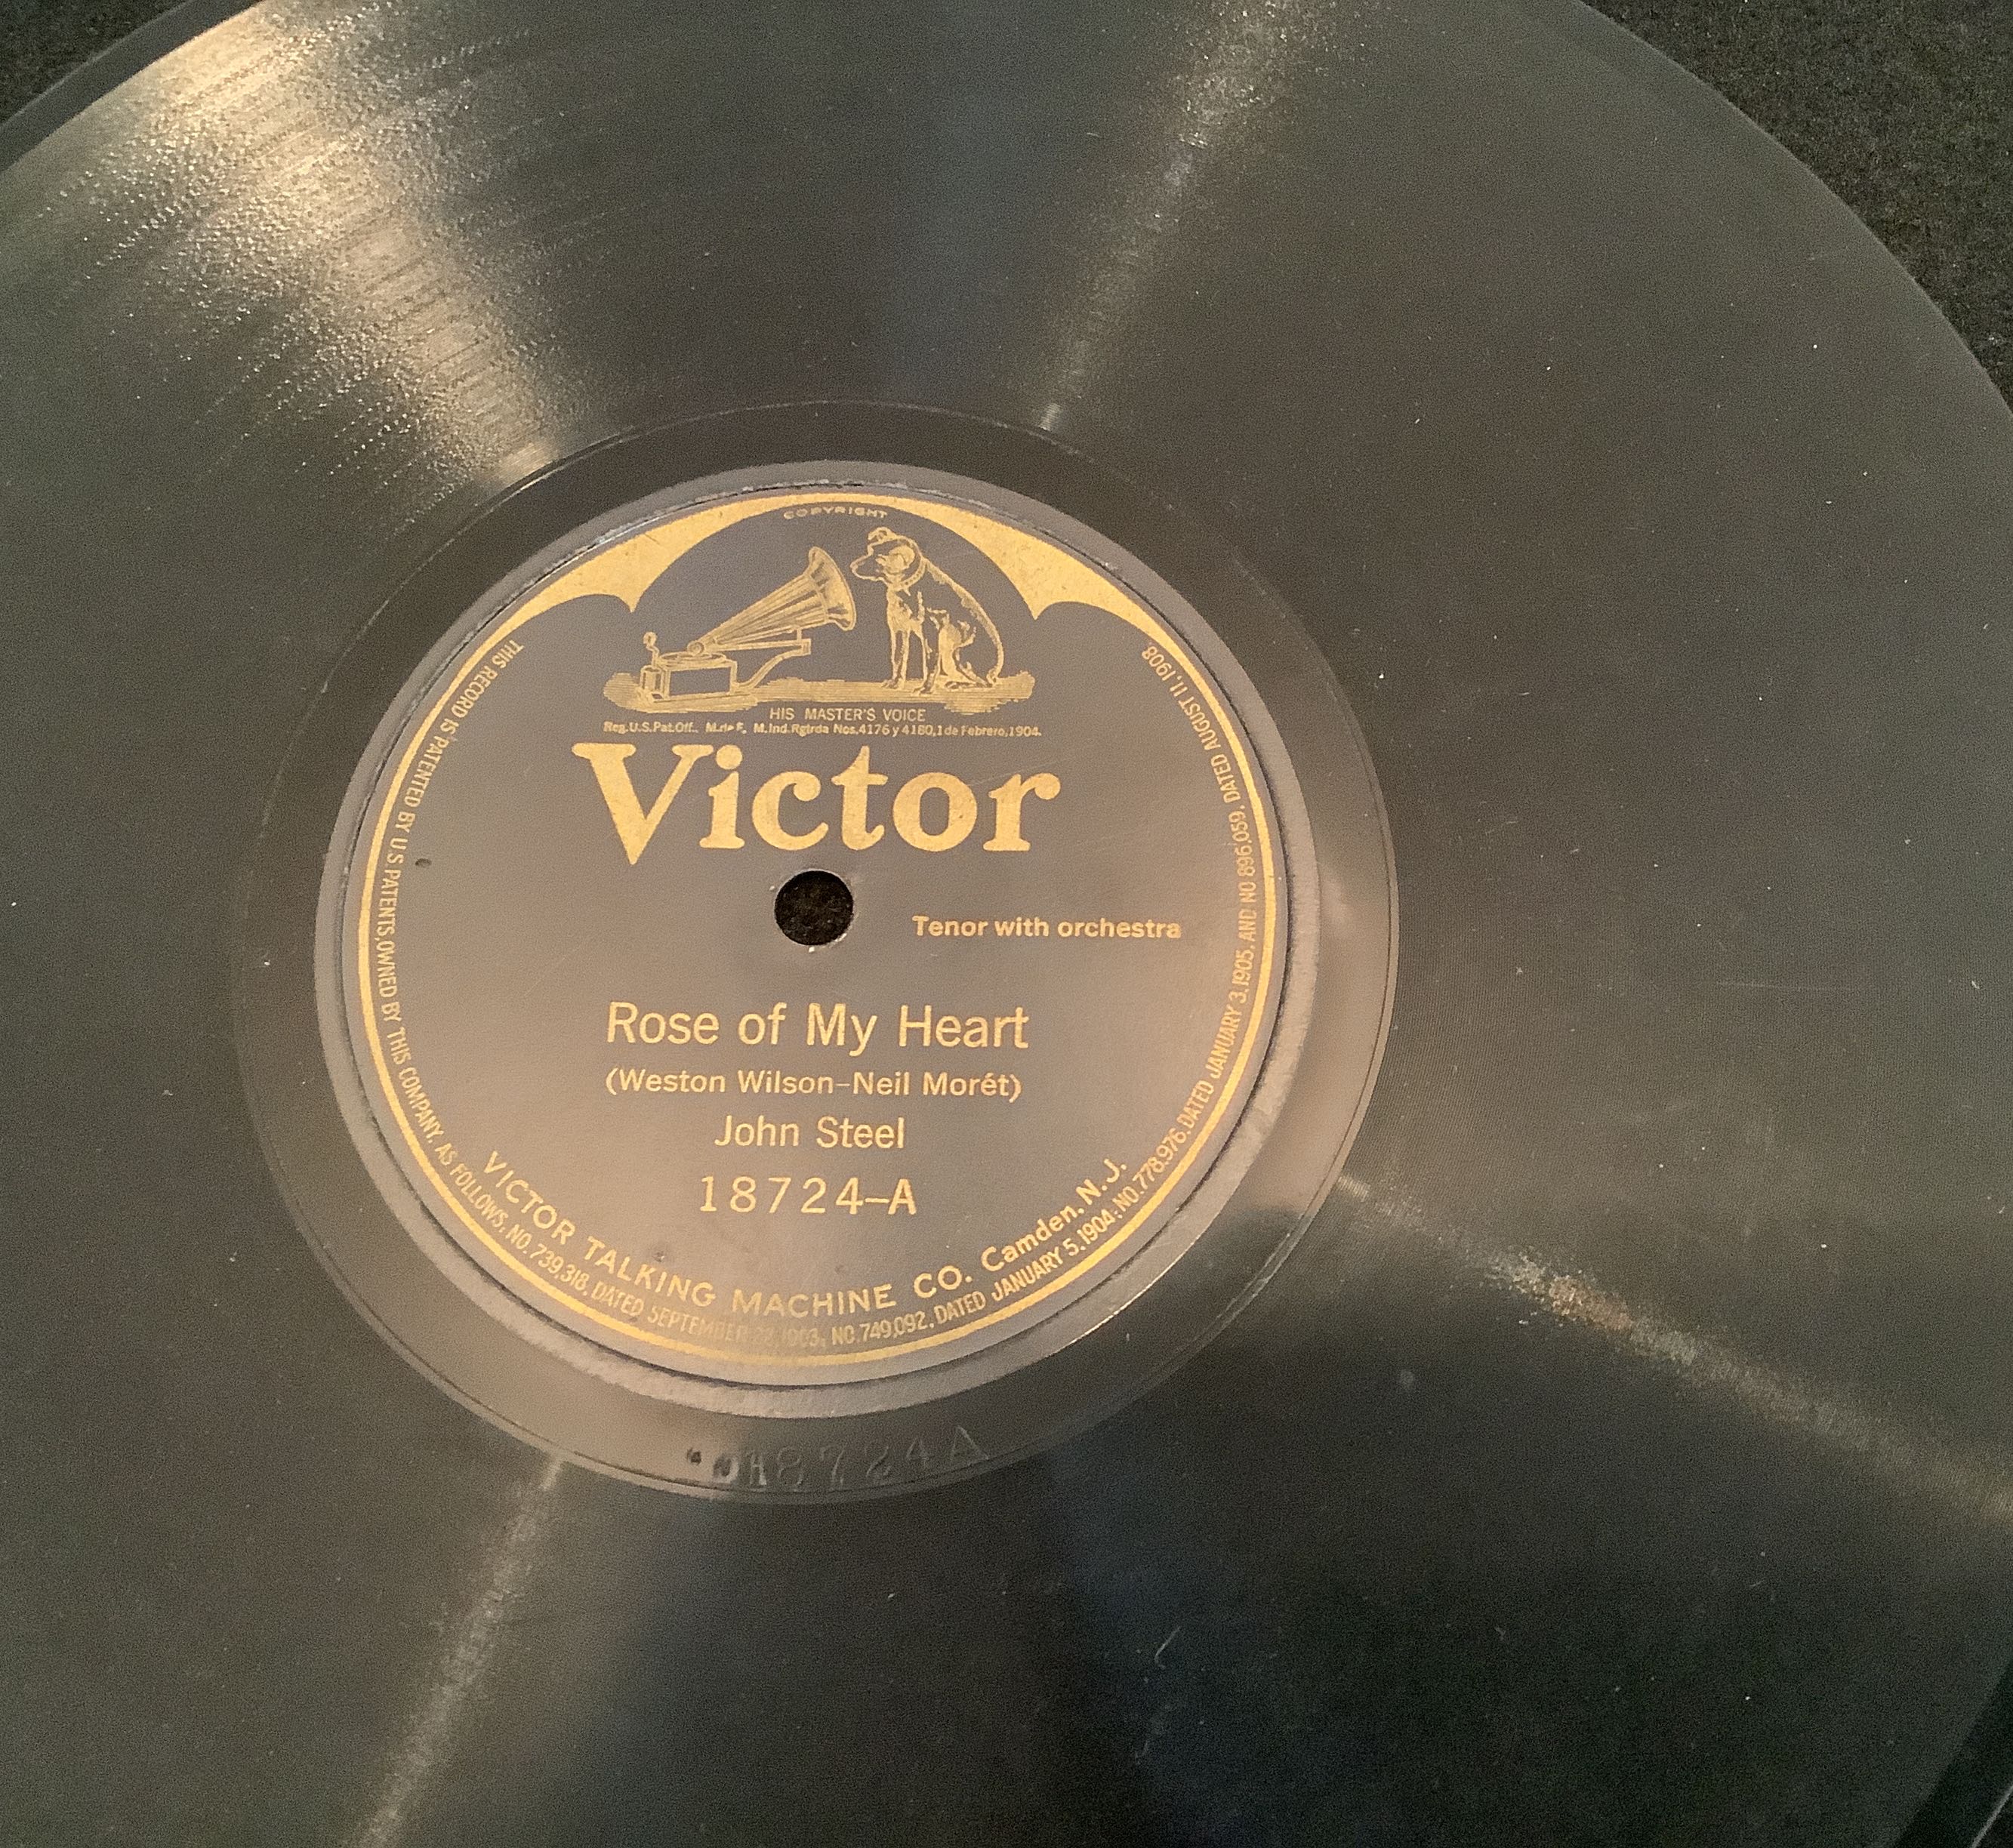 COPYRIGHT
HIS MASTER'S VOICE
Reg.U.S.Pat.Off., M.de F. M.Ind.Rgtrda Nos.4176 y 4180,1 de Febrero,1904.
Victor
Tenor with orchestra
Rose of My Heart
(Weston Wilson–Neil Morét)
John Steel
18724–A
VICTOR TALKING MACHINE CO. Camden, N.J.
THIS RECORD IS PATENTED BY U.S. PATENTS, OWNED BY THIS COMPANY, AS FOLLOWS, NO. 739,318, DATED SEPTEMBER 22, 1903, NO. 749,092, DATED JANUARY 5, 1904; NO. 778,976, DATED JANUARY 3, 1905, AND NO 896,059, DATED AUGUST 11, 1908
8724A